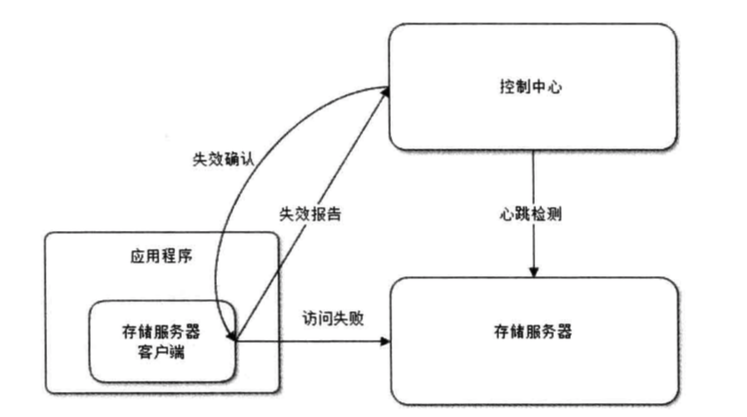 控制中心
失效确认
失效报告
心跳检测
应用程序
访问失败
存储服务器
客户端
存储服务器